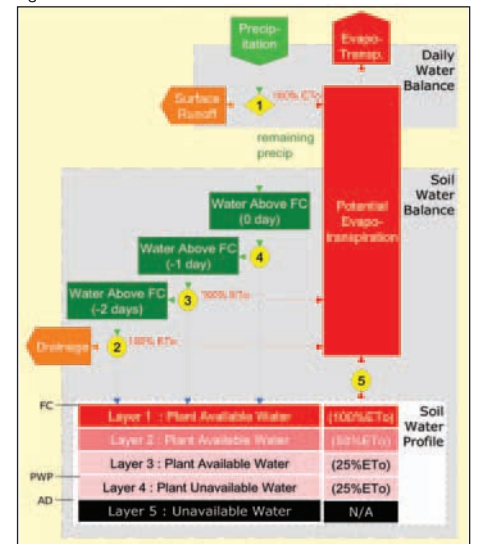 Precip-
itation
Evapo-
Transp.
Daily
Water
Balance
Surface
Runoff
1
100% ETo
remaining
precip
Soil
Water
Balance
Water Above FC
(0 day)
Potential
Evapo-
transpiration
4
Water Above FC
(-1 day)
3
100% ETo
Water Above FC
(-2 days)
Drainage
2
100% ETo
5
FC
Layer 1 : Plant Available Water
(100%ETo)
Soil
Water
Profile
Layer 2 : Plant Available Water
(50%ETo)
Layer 3 : Plant Available Water
(25%ETo)
PWP
Layer 4 : Plant Unavailable Water
(25%ETo)
AD
Layer 5 : Unavailable Water
N/A